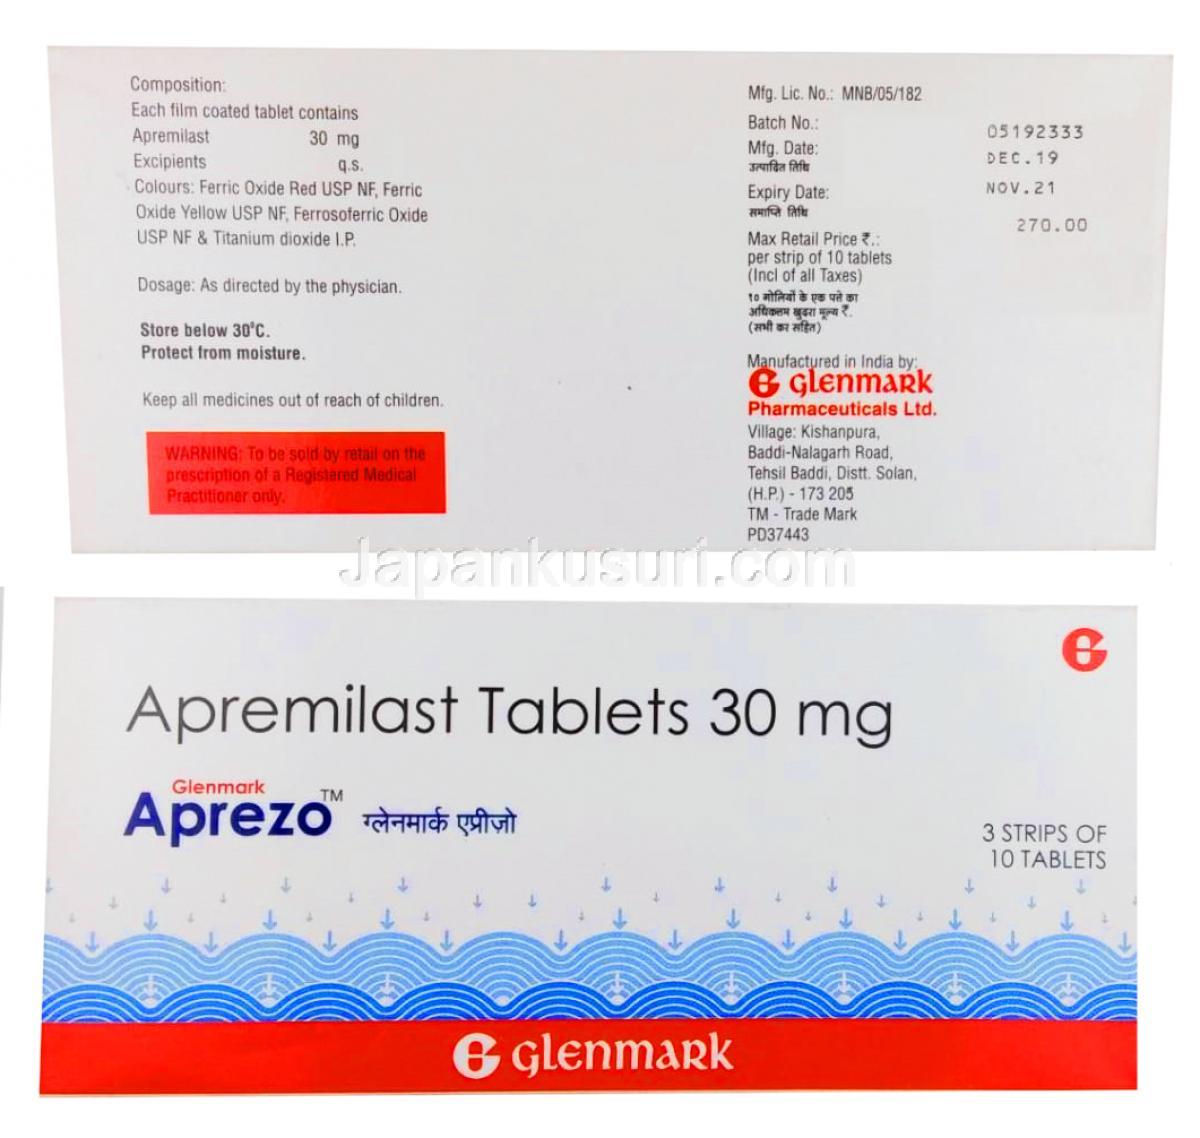 Composition:
Each film coated tablet contains
Apremilast 30 mg
Excipients q.s.
Colours: Ferric Oxide Red USP NF, Ferric
Oxide Yellow USP NF, Ferrosoferric Oxide
USP NF & Titanium dioxide I.P.
Dosage: As directed by the physician.
Store below 30°C.
Protect from moisture.
Keep all medicines out of reach of children.
WARNING: To be sold by retail on the
prescription of a Registered Medical
Practitioner only.
Mfg. Lic. No.: MNB/05/182
Batch No.: 05192333
Mfg. Date: DEC.19
उत्पादित तिथि
Expiry Date: NOV.21
समाप्ति तिथि
Max Retail Price ₹.: 270.00
per strip of 10 tablets
(Incl of all Taxes)
१० गोलियों के एक पत्ते का
अधिकतम खुदरा मूल्य ₹.
(सभी कर सहित)
Manufactured in India by:
Glenmark
Pharmaceuticals Ltd.
Village: Kishanpura,
Baddi-Nalagarh Road,
Tehsil Baddi, Distt. Solan,
(H.P.) - 173 205
TM - Trade Mark
PD37443
Japankusuri.com
Apremilast Tablets 30 mg
Glenmark
Aprezo™ ग्लेनमार्क एप्रीज़ो
3 STRIPS OF
10 TABLETS
Glenmark